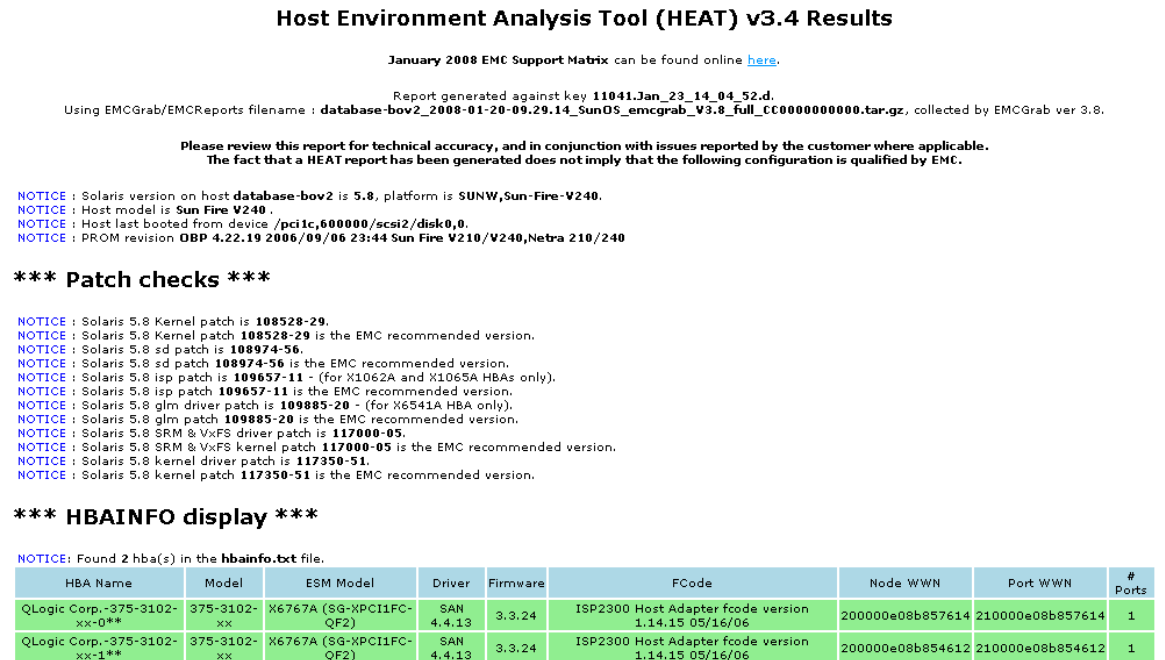 Host Environment Analysis Tool (HEAT) v3.4 Results
January 2008 EMC Support Matrix can be found online here.
Report generated against key 11041.Jan_23_14_04_52.d.
Using EMCGrab/EMCReports filename : database-bov2_2008-01-20-09.29.14_SunOS_emcgrab_V3.8_full_CC0000000000.tar.gz, collected by EMCGrab ver 3.8.
Please review this report for technical accuracy, and in conjunction with issues reported by the customer where applicable.
The fact that a HEAT report has been generated does not imply that the following configuration is qualified by EMC.
NOTICE : Solaris version on host database-bov2 is 5.8, platform is SUNW,Sun-Fire-V240.
NOTICE : Host model is Sun Fire V240 .
NOTICE : Host last booted from device /pci1c,600000/scsi2/disk0,0.
NOTICE : PROM revision OBP 4.22.19 2006/09/06 23:44 Sun Fire V210/V240,Netra 210/240
*** Patch checks ***
NOTICE : Solaris 5.8 Kernel patch is 108528-29.
NOTICE : Solaris 5.8 Kernel patch 108528-29 is the EMC recommended version.
NOTICE : Solaris 5.8 sd patch is 108974-56.
NOTICE : Solaris 5.8 sd patch 108974-56 is the EMC recommended version.
NOTICE : Solaris 5.8 isp patch is 109657-11 - (for X1062A and X1065A HBAs only).
NOTICE : Solaris 5.8 isp patch 109657-11 is the EMC recommended version.
NOTICE : Solaris 5.8 glm driver patch is 109885-20 - (for X6541A HBA only).
NOTICE : Solaris 5.8 glm patch 109885-20 is the EMC recommended version.
NOTICE : Solaris 5.8 SRM & VxFS driver patch is 117000-05.
NOTICE : Solaris 5.8 SRM & VxFS kernel patch 117000-05 is the EMC recommended version.
NOTICE : Solaris 5.8 kernel driver patch is 117350-51.
NOTICE : Solaris 5.8 kernel patch 117350-51 is the EMC recommended version.
*** HBAINFO display ***
NOTICE: Found 2 hba(s) in the hbainfo.txt file.
HBA Name Model ESM Model Driver Firmware FCode Node WWN Port WWN # Ports
QLogic Corp.-375-3102-xx-0** 375-3102-xx X6767A (SG-XPCI1FC-QF2) SAN 4.4.13 3.3.24 ISP2300 Host Adapter fcode version 1.14.15 05/16/06 200000e08b857614 210000e08b857614 1
QLogic Corp.-375-3102-xx-1** 375-3102-xx X6767A (SG-XPCI1FC-QF2) SAN 4.4.13 3.3.24 ISP2300 Host Adapter fcode version 1.14.15 05/16/06 200000e08b854612 210000e08b854612 1